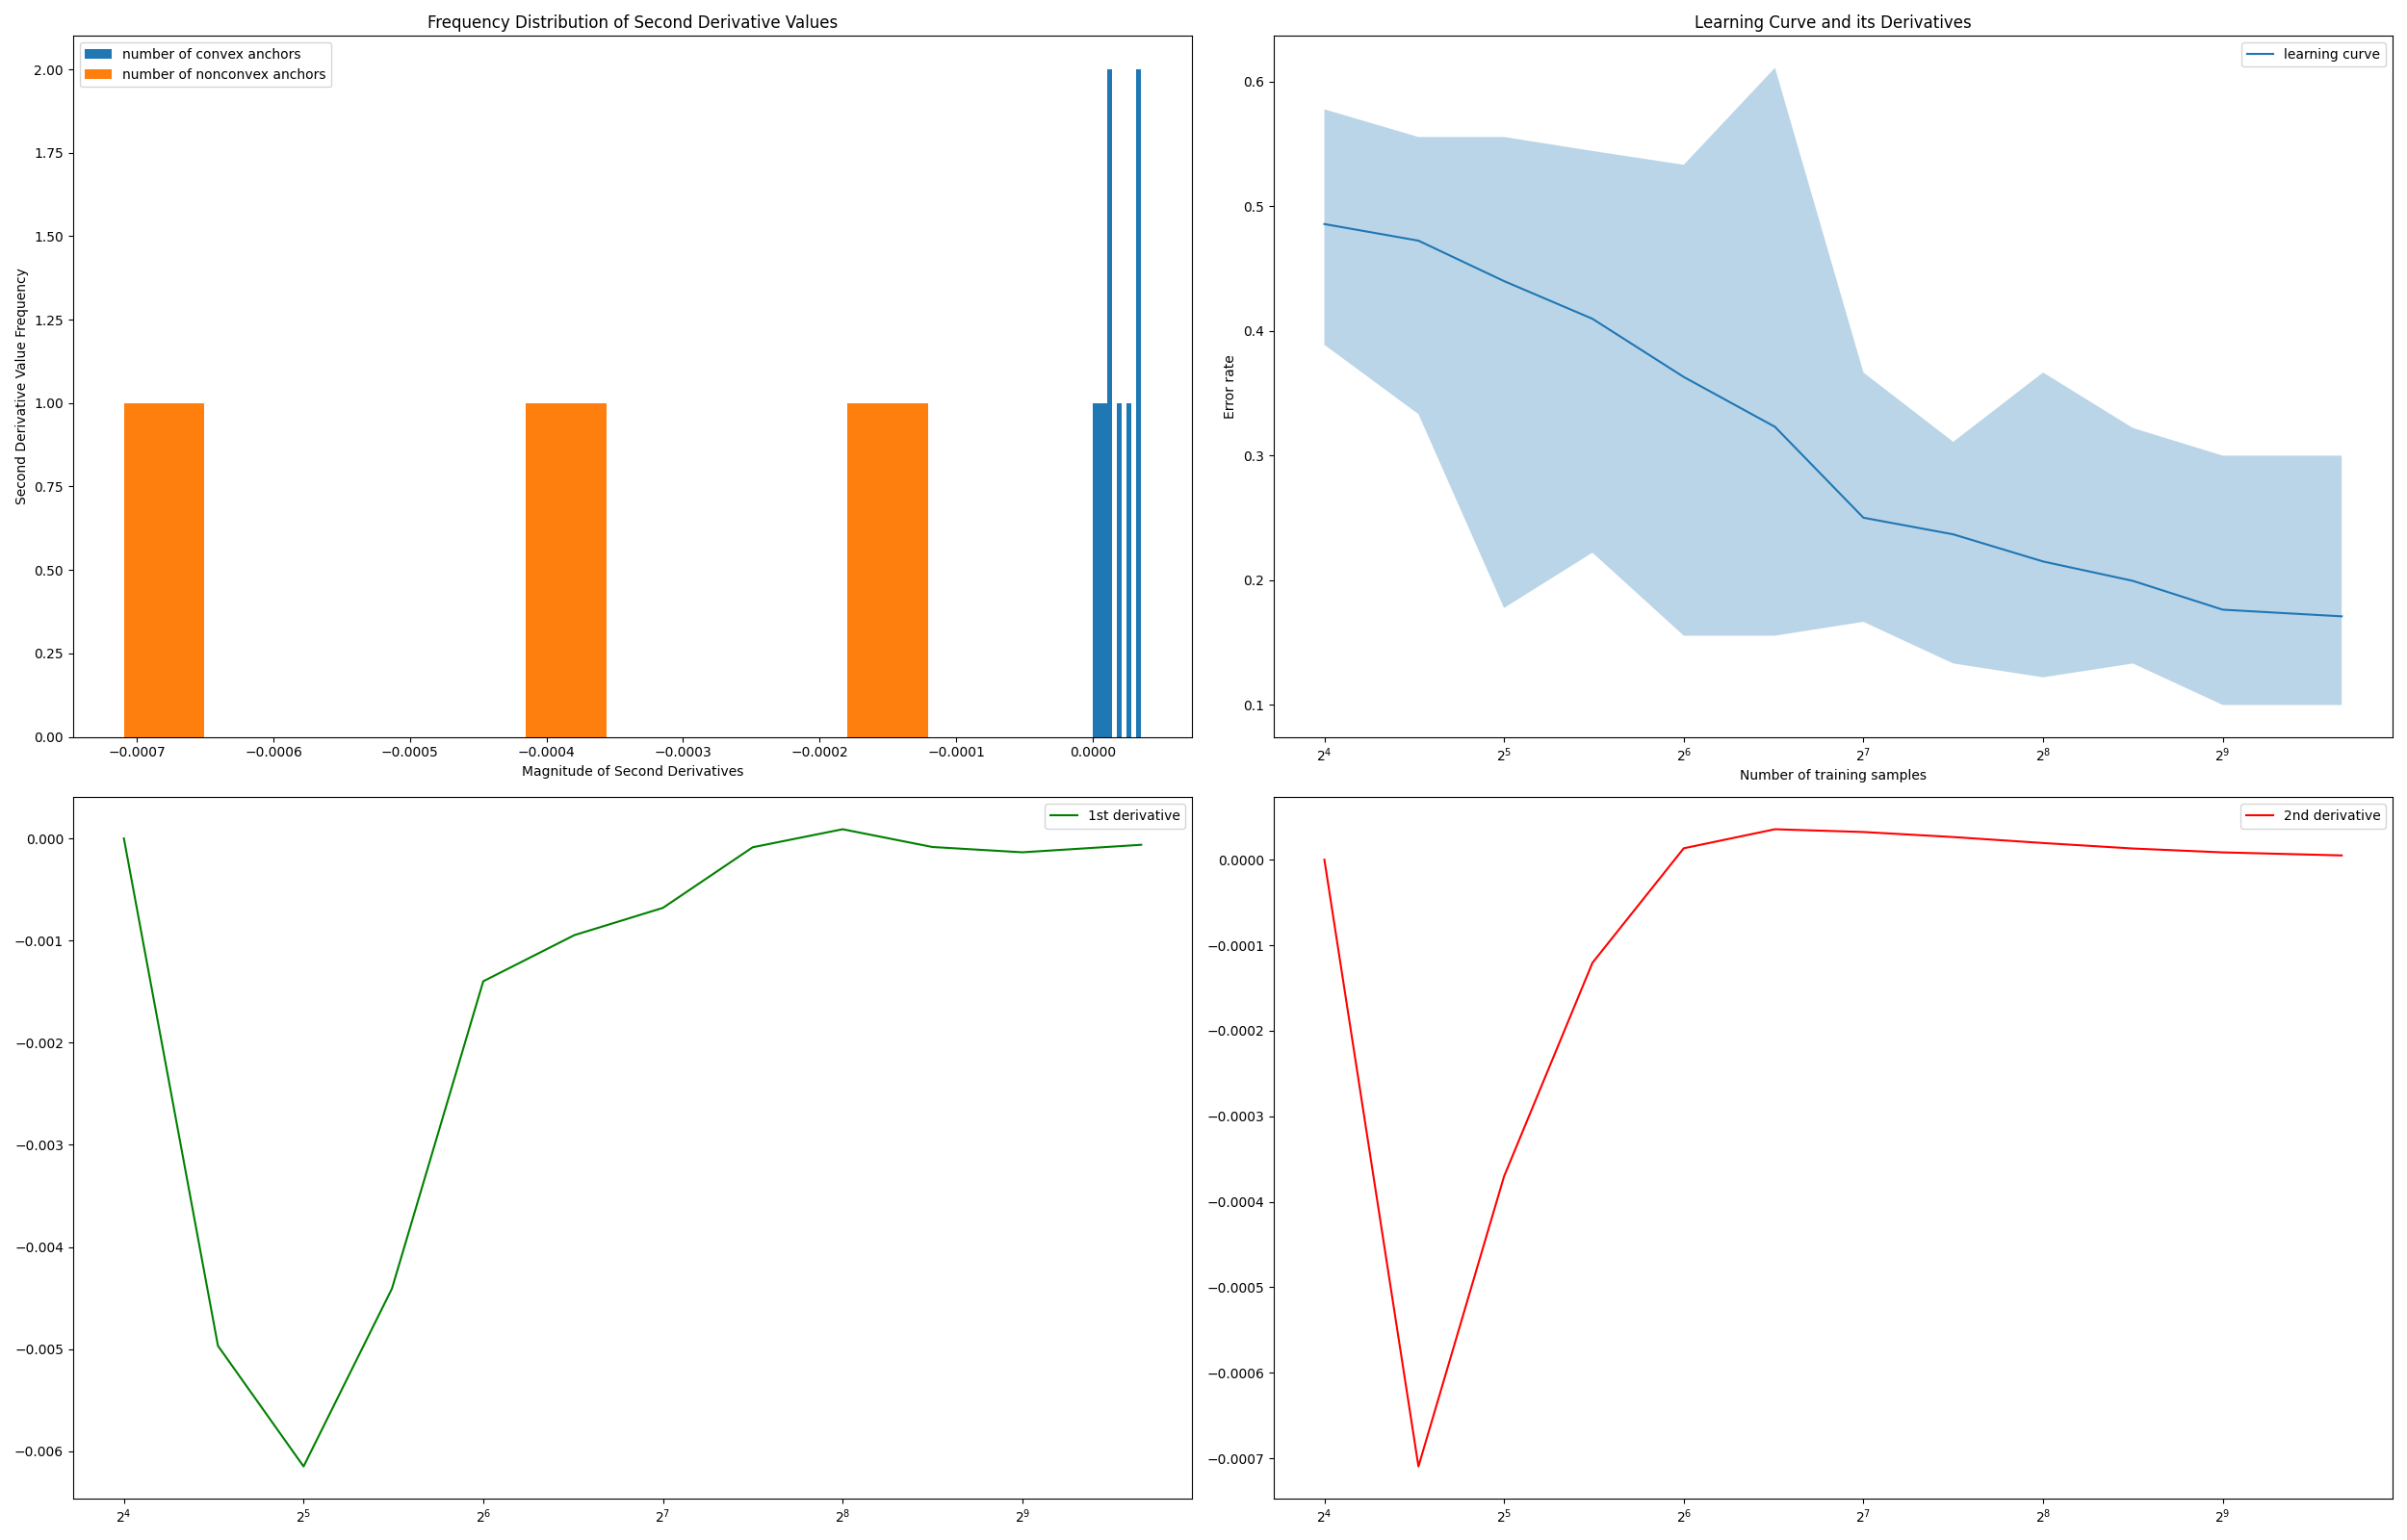 Frequency Distribution of Second Derivative Values
number of convex anchors
number of nonconvex anchors
2.00
1.75
1.50
1.25
1.00
0.75
0.50
0.25
0.00
Second Derivative Value Frequency
−0.0007 −0.0006 −0.0005 −0.0004 −0.0003 −0.0002 −0.0001 0.0000
Magnitude of Second Derivatives
Learning Curve and its Derivatives
learning curve
0.6
0.5
0.4
0.3
0.2
0.1
Error rate
2⁴ 2⁵ 2⁶ 2⁷ 2⁸ 2⁹
Number of training samples
1st derivative
0.000
−0.001
−0.002
−0.003
−0.004
−0.005
−0.006
2⁴ 2⁵ 2⁶ 2⁷ 2⁸ 2⁹
2nd derivative
0.0000
−0.0001
−0.0002
−0.0003
−0.0004
−0.0005
−0.0006
−0.0007
2⁴ 2⁵ 2⁶ 2⁷ 2⁸ 2⁹